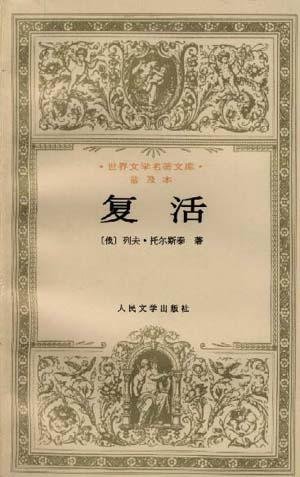 ·世界文学名著文库·
普及本
复活
〔俄〕列夫·托尔斯泰 著
人民文学出版社